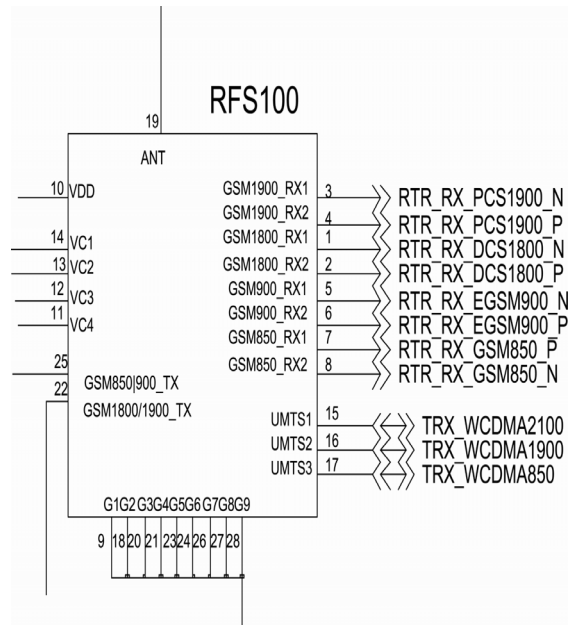 RFS100
19
ANT
10 VDD
14 VC1
13 VC2
12 VC3
11 VC4
25
GSM850|900_TX
22
GSM1800/1900_TX
GSM1900_RX1 3 RTR_RX_PCS1900_N
GSM1900_RX2 4 RTR_RX_PCS1900_P
GSM1800_RX1 1 RTR_RX_DCS1800_N
GSM1800_RX2 2 RTR_RX_DCS1800_P
GSM900_RX1 5 RTR_RX_EGSM900_N
GSM900_RX2 6 RTR_RX_EGSM900_P
GSM850_RX1 7 RTR_RX_GSM850_P
GSM850_RX2 8 RTR_RX_GSM850_N
UMTS1 15 TRX_WCDMA2100
UMTS2 16 TRX_WCDMA1900
UMTS3 17 TRX_WCDMA850
G1G2 G3G4G5G6 G7G8G9
9 18 20 21 23 24 26 27 28